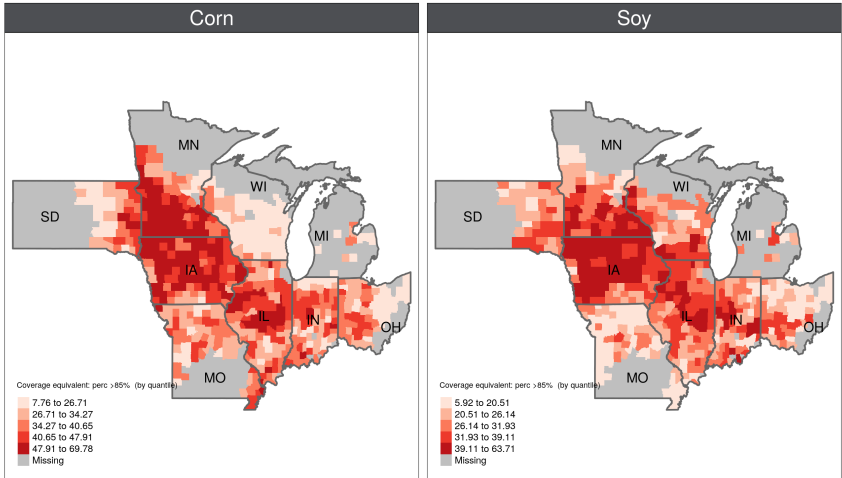 Corn
MN
WI
SD
MI
IA
IL
IN
OH
MO
Coverage equivalent: perc >85% (by quantile)
7.76 to 26.71
26.71 to 34.27
34.27 to 40.65
40.65 to 47.91
47.91 to 69.78
Missing
Soy
MN
WI
SD
MI
IA
IL
IN
OH
MO
Coverage equivalent: perc >85% (by quantile)
5.92 to 20.51
20.51 to 26.14
26.14 to 31.93
31.93 to 39.11
39.11 to 63.71
Missing